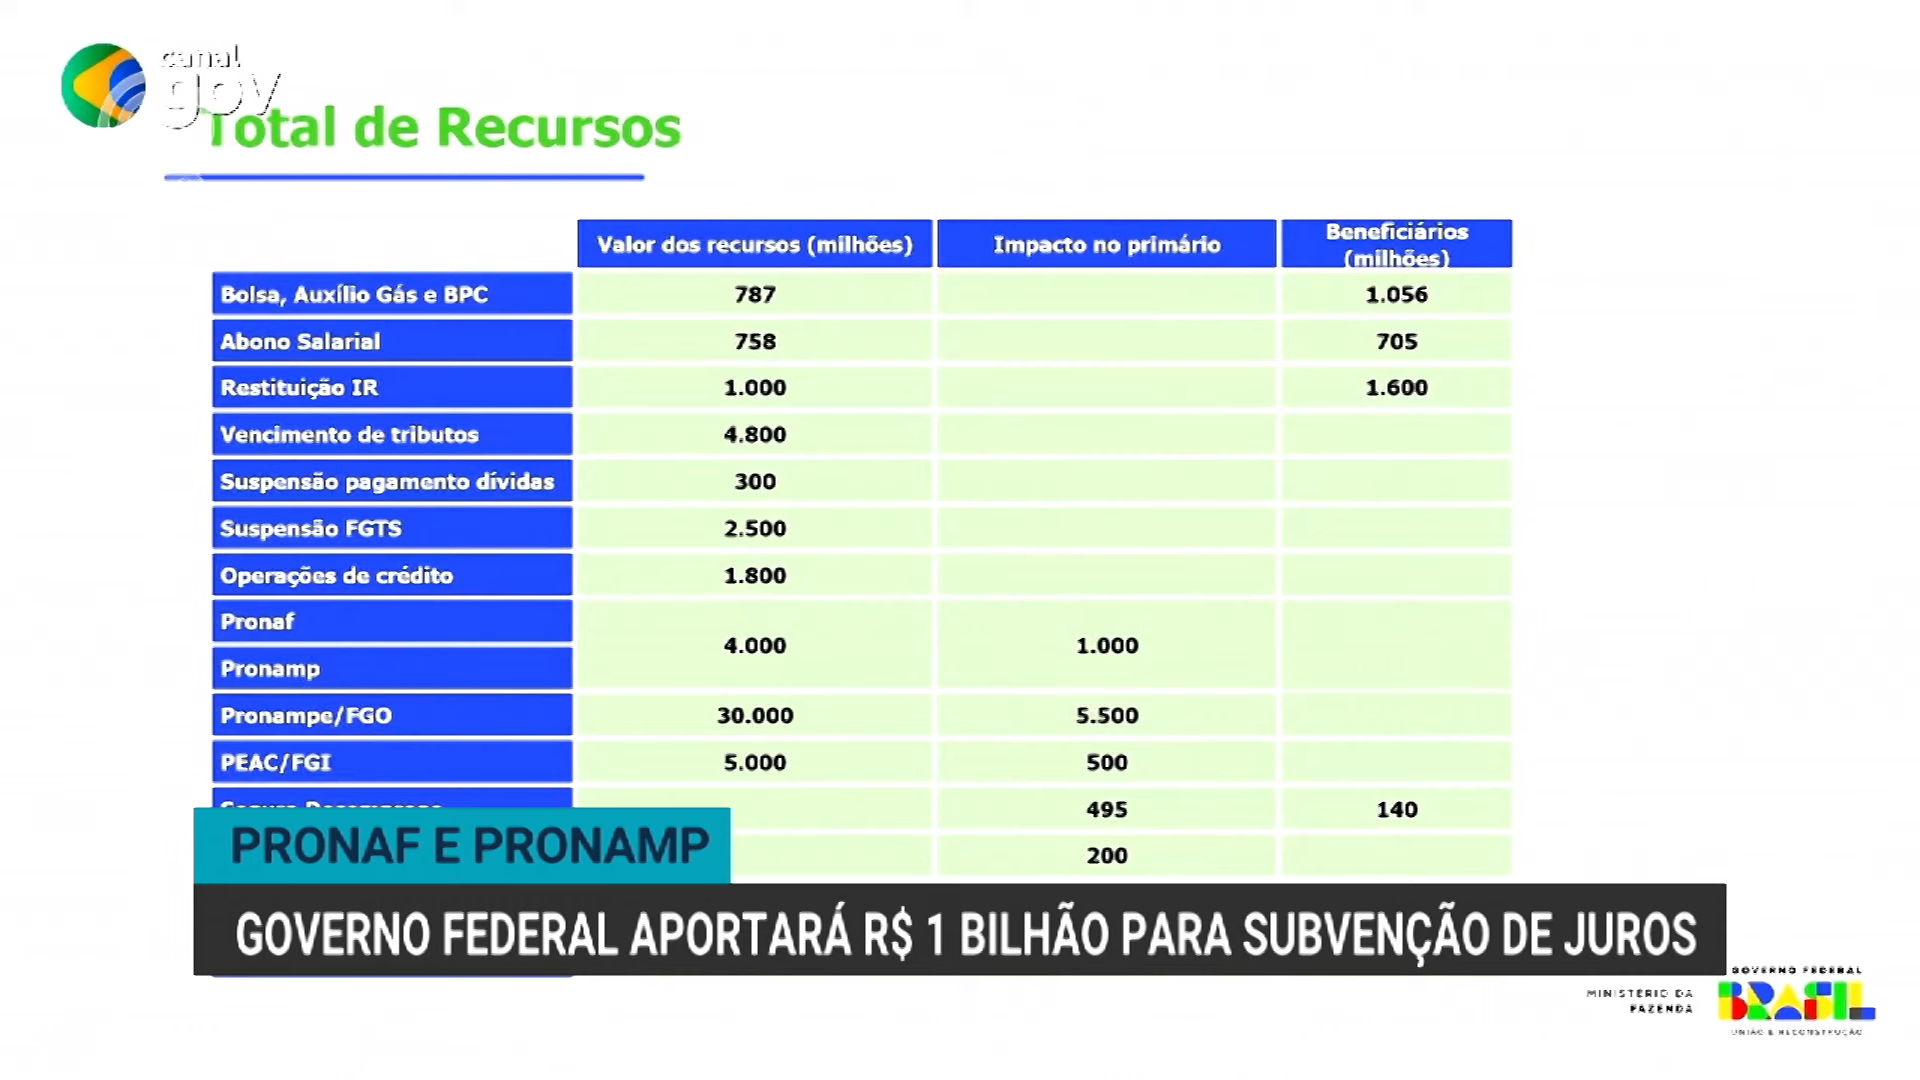 canal
gov
Total de Recursos
Valor dos recursos (milhões) Impacto no primário Beneficiários (milhões)
Bolsa, Auxílio Gás e BPC 787 1.056
Abono Salarial 758 705
Restituição IR 1.000 1.600
Vencimento de tributos 4.800
Suspensão pagamento dívidas 300
Suspensão FGTS 2.500
Operações de crédito 1.800
Pronaf
4.000 1.000
Pronamp
Pronampe/FGO 30.000 5.500
PEAC/FGI 5.000 500
495 140
200
PRONAF E PRONAMP
GOVERNO FEDERAL APORTARÁ R$ 1 BILHÃO PARA SUBVENÇÃO DE JUROS
MINISTÉRIO DA
FAZENDA
GOVERNO FEDERAL
BRASIL
UNIÃO E RECONSTRUÇÃO